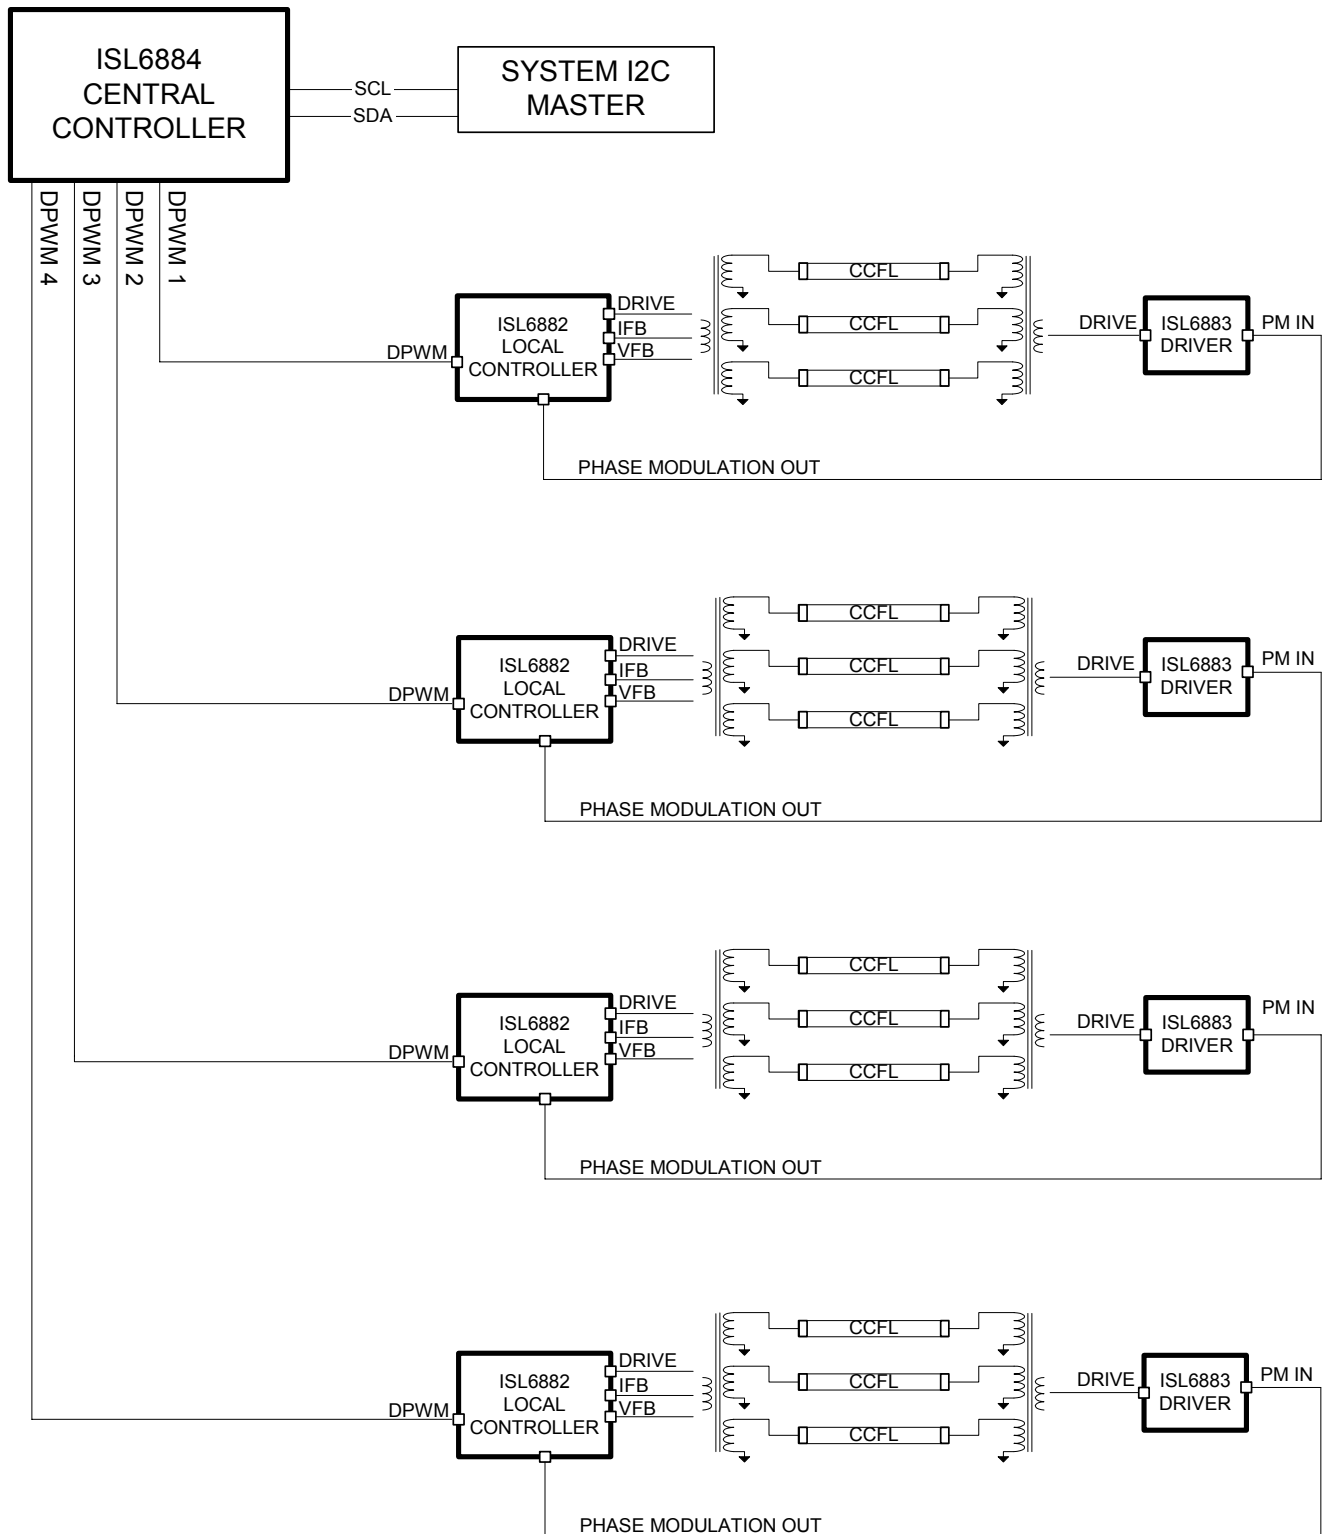 ISL6884
CENTRAL
CONTROLLER
SCL
SDA
SYSTEM I2C
MASTER
DPWM 4
DPWM 3
DPWM 2
DPWM 1
DPWM
ISL6882
LOCAL
CONTROLLER
DRIVE
IFB
VFB
CCFL
CCFL
CCFL
DRIVE
ISL6883
DRIVER
PM IN
PHASE MODULATION OUT
DPWM
ISL6882
LOCAL
CONTROLLER
DRIVE
IFB
VFB
CCFL
CCFL
CCFL
DRIVE
ISL6883
DRIVER
PM IN
PHASE MODULATION OUT
DPWM
ISL6882
LOCAL
CONTROLLER
DRIVE
IFB
VFB
CCFL
CCFL
CCFL
DRIVE
ISL6883
DRIVER
PM IN
PHASE MODULATION OUT
DPWM
ISL6882
LOCAL
CONTROLLER
DRIVE
IFB
VFB
CCFL
CCFL
CCFL
DRIVE
ISL6883
DRIVER
PM IN
PHASE MODULATION OUT